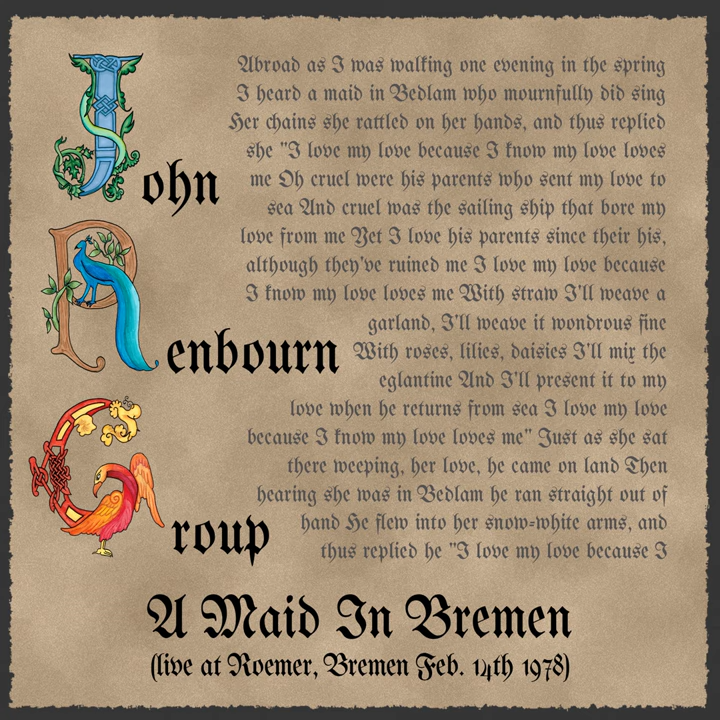 Abroad as I was walking one evening in the spring
I heard a maid in Bedlam who mournfully did sing
Her chains she rattled on her hands, and thus replied
she "I love my love because I know my love loves
me Oh cruel were his parents who sent my love to
sea And cruel was the sailing ship that bore my
love from me Yet I love his parents since their his,
although they've ruined me I love my love because
I know my love loves me With straw I'll weave a
garland, I'll weave it wondrous fine
With roses, lilies, daisies I'll mix the
eglantine And I'll present it to my
love when he returns from sea I love my love
because I know my love loves me" Just as she sat
there weeping, her love, he came on land Then
hearing she was in Bedlam he ran straight out of
hand He flew into her snow-white arms, and
thus replied he "I love my love because I
John
Renbourn
Group
A Maid In Bremen
(live at Roemer, Bremen Feb. 14th 1978)